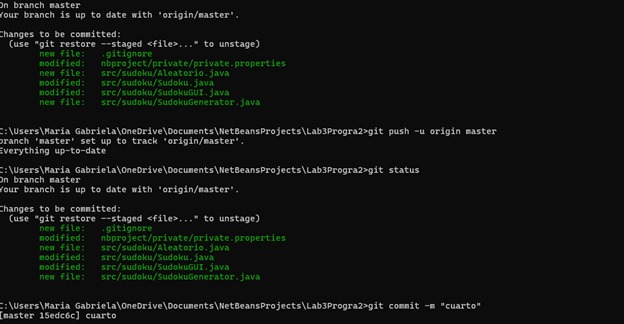 On branch master
Your branch is up to date with 'origin/master'.
Changes to be committed:
(use "git restore --staged <file>..." to unstage)
new file: .gitignore
modified: nbproject/private/private.properties
new file: src/sudoku/Aleatorio.java
new file: src/sudoku/Sudoku.java
new file: src/sudoku/SudokuGUI.java
new file: src/sudoku/SudokuGenerator.java
C:\Users\Maria Gabriela\OneDrive\Documents\NetBeansProjects\Lab3Progra2>git push -u origin master
branch 'master' set up to track 'origin/master'.
Everything up-to-date
C:\Users\Maria Gabriela\OneDrive\Documents\NetBeansProjects\Lab3Progra2>git status
On branch master
Your branch is up to date with 'origin/master'.
Changes to be committed:
(use "git restore --staged <file>..." to unstage)
new file: .gitignore
modified: nbproject/private/private.properties
new file: src/sudoku/Aleatorio.java
modified: src/sudoku/Sudoku.java
modified: src/sudoku/SudokuGUI.java
new file: src/sudoku/SudokuGenerator.java
C:\Users\Maria Gabriela\OneDrive\Documents\NetBeansProjects\Lab3Progra2>git commit -m "cuarto"
[master 15edc6c] cuarto